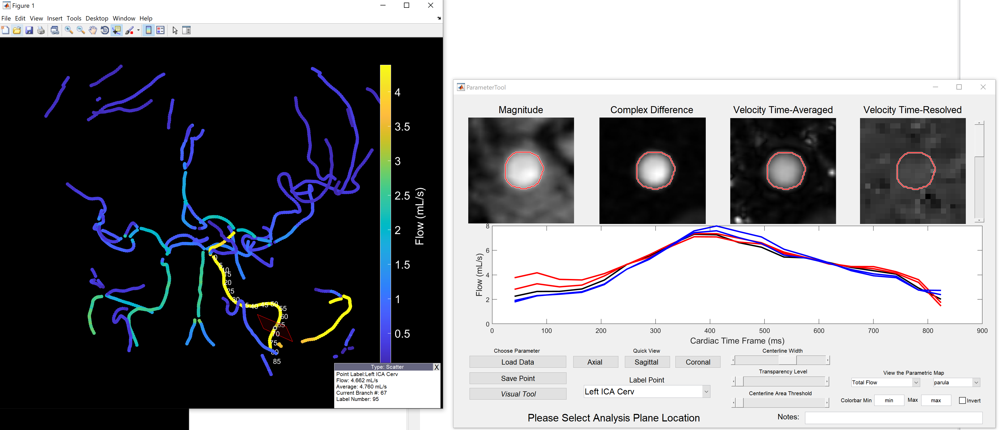 Figure 1
File Edit View Insert Tools Desktop Window Help
4
3.5
3
2.5
2
1.5
1
0.5
Flow (mL/s)
0
5
10
15
20
25
30
5
40
45
50
55
60
65
70
75
80
85
Type: Scatter X
Point Label:Left ICA Cerv
Flow: 4.662 mL/s
Average: 4.760 mL/s
Current Branch #: 67
Label Number: 95
ParameterTool
Magnitude Complex Difference Velocity Time-Averaged Velocity Time-Resolved
8
6
4
2
0
Flow (mL/s)
0 100 200 300 400 500 600 700 800 900
Cardiac Time Frame (ms)
Choose Parameter Quick View Centerline Width
Load Data Axial Sagittal Coronal
Transparency Level
Save Point Label Point View the Parametric Map
Total Flow parula
Visual Tool Left ICA Cerv Centerline Area Threshold
Colorbar Min min Max max Invert
Please Select Analysis Plane Location Notes: